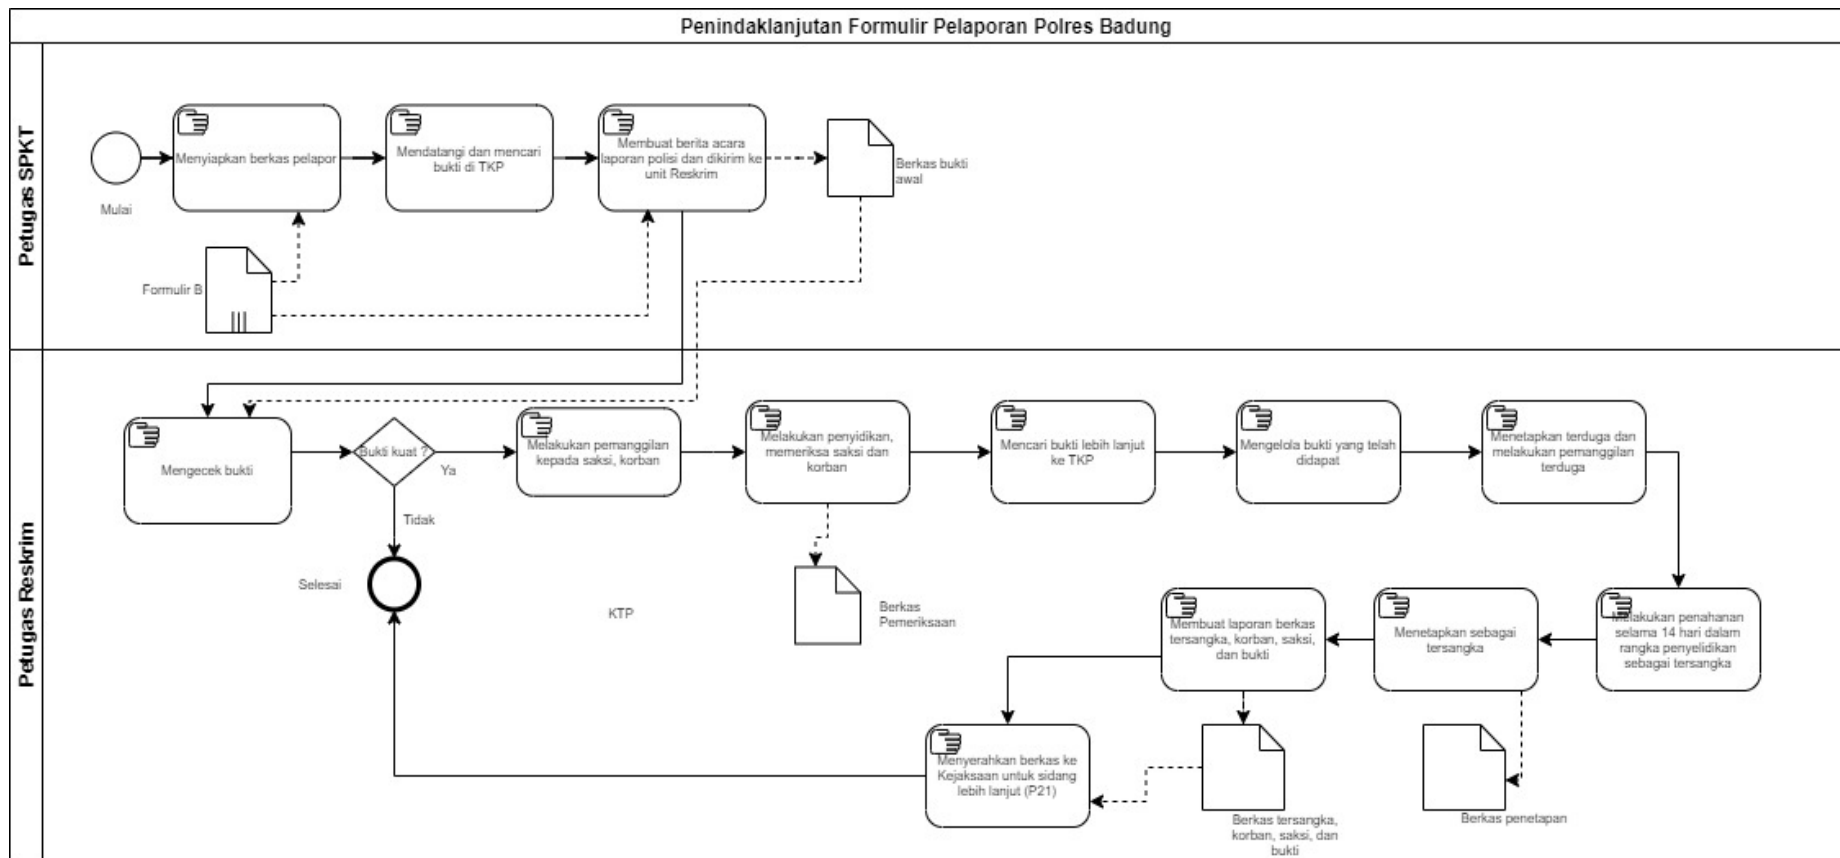 Penindaklanjutan Formulir Pelaporan Polres Badung
Petugas SPKT
Mulai
Menyiapkan berkas pelapor
Mendatangi dan mencari
bukti di TKP
Membuat berita acara
laporan polisi dan dikirim ke
unit Reskrim
Berkas bukti
awal
Formulir B
Petugas Reskrim
Mengecek bukti
Bukti kuat ?
Ya
Tidak
Selesai
Melakukan pemanggilan
kepada saksi, korban
Melakukan penyidikan,
memeriksa saksi dan
korban
Mencari bukti lebih lanjut
ke TKP
Mengelola bukti yang telah
didapat
Menetapkan terduga dan
melakukan pemanggilan
terduga
KTP
Berkas
Pemeriksaan
Melakukan penahanan
selama 14 hari dalam
rangka penyelidikan
sebagai tersangka
Menetapkan sebagai
tersangka
Membuat laporan berkas
tersangka, korban, saksi,
dan bukti
Menyerahkan berkas ke
Kejaksaan untuk sidang
lebih lanjut (P21)
Berkas tersangka,
korban, saksi, dan
bukti
Berkas penetapan